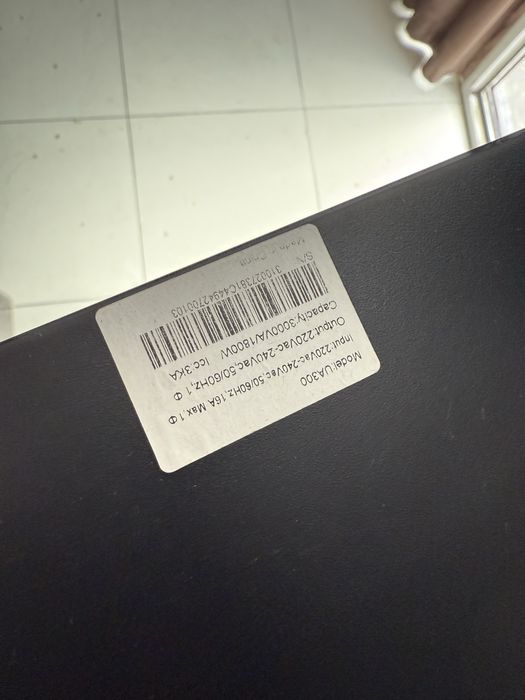 Model:UA300
Input:220Vac-240Vac,50/60Hz,16A Max,1Φ
Output:220Vac-240Vac,50/60Hz,1Φ
Capacity:3000VA/1800W Icc:3KA
S/N 310027381C44942700103
Made in China